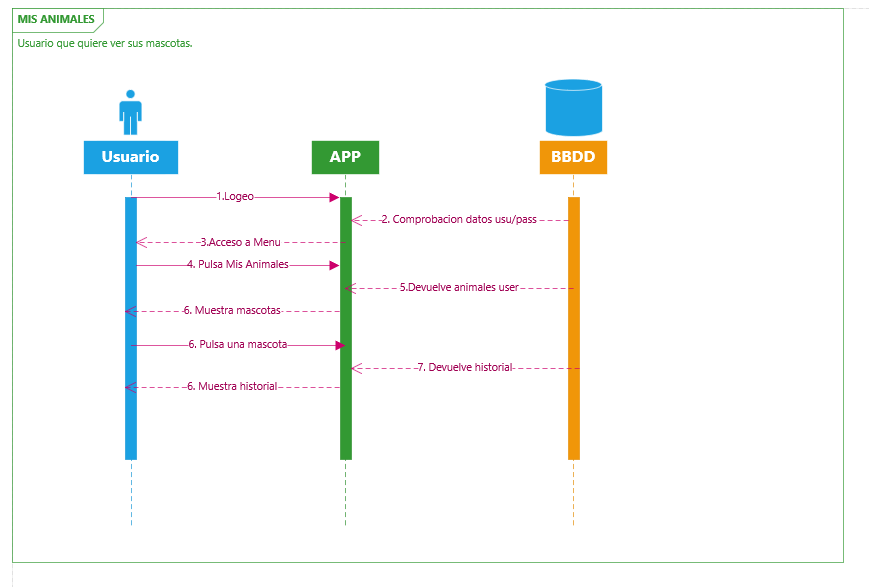 MIS ANIMALES
Usuario que quiere ver sus mascotas.
Usuario
APP
BBDD
1.Logeo
2. Comprobacion datos usu/pass
3.Acceso a Menu
4. Pulsa Mis Animales
5.Devuelve animales user
6. Muestra mascotas
6. Pulsa una mascota
7. Devuelve historial
6. Muestra historial